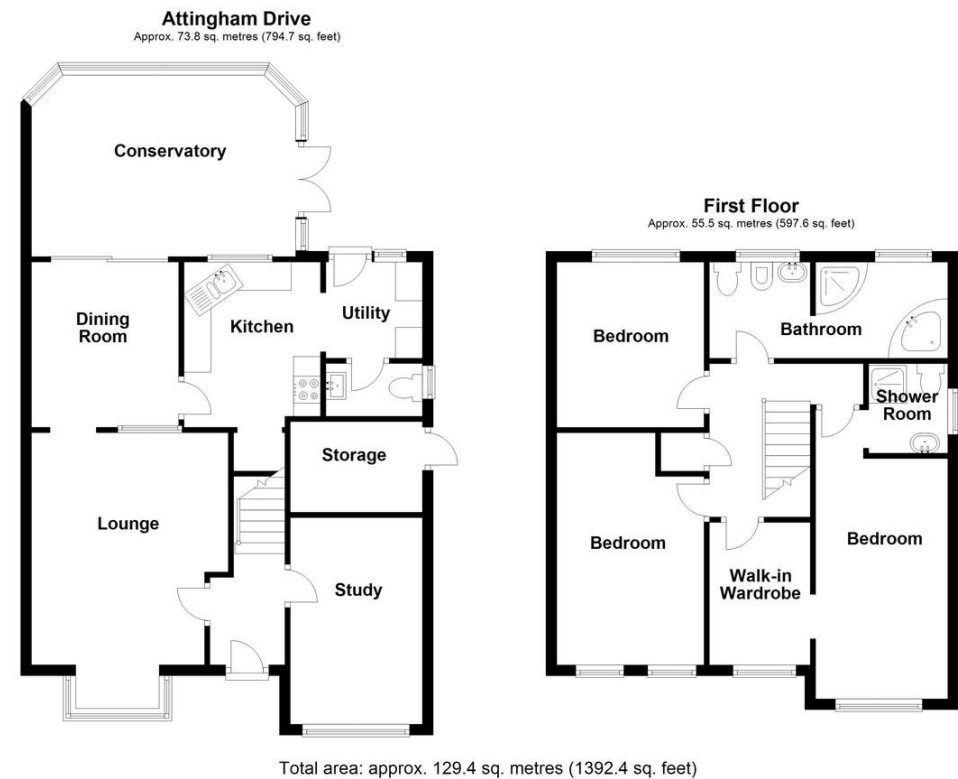 Attingham Drive
Approx. 73.8 sq. metres (794.7 sq. feet)
Conservatory
Dining
Room
Kitchen
Utility
Storage
Lounge
Study
First Floor
Approx. 55.5 sq. metres (597.6 sq. feet)
Bedroom
Bathroom
Shower
Room
Bedroom
Walk-in
Wardrobe
Bedroom
Total area: approx. 129.4 sq. metres (1392.4 sq. feet)